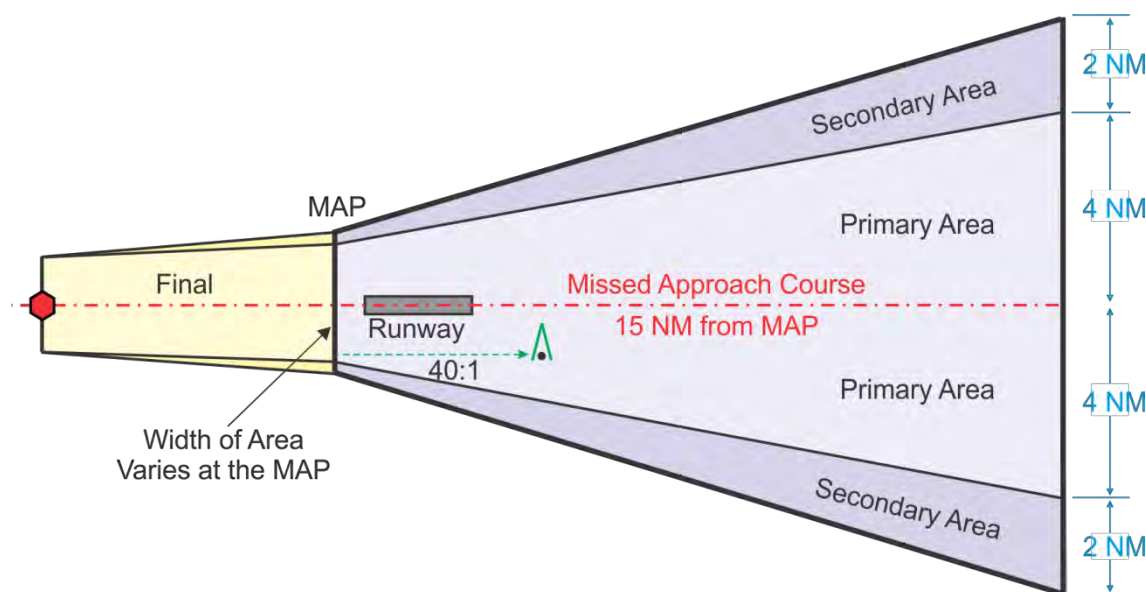 2 NM
Secondary Area
4 NM
MAP
Primary Area
Final
Missed Approach Course
15 NM from MAP
Runway
40:1
Primary Area
4 NM
Width of Area
Varies at the MAP
Secondary Area
2 NM